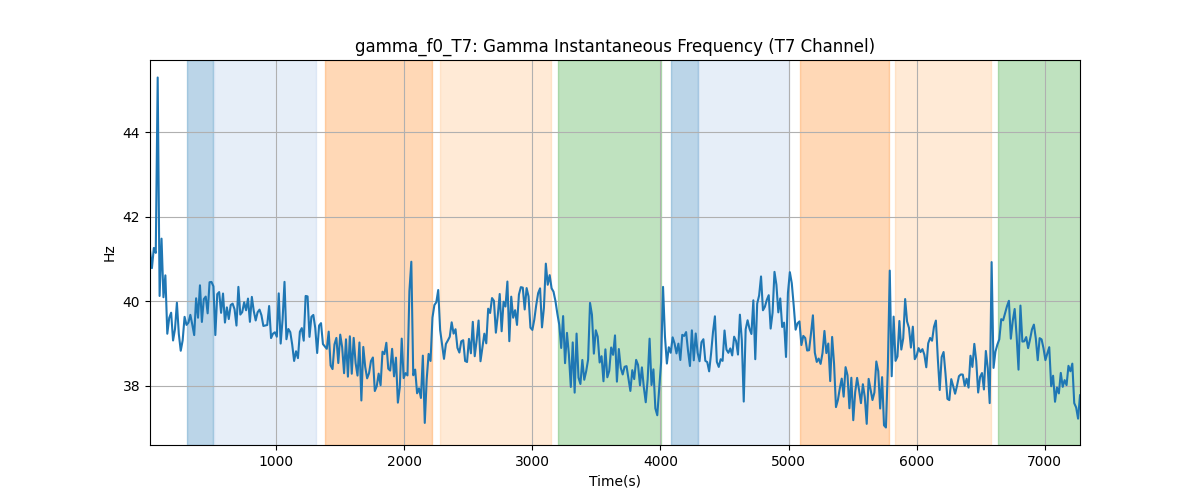 gamma_f0_T7: Gamma Instantaneous Frequency (T7 Channel)
Hz
44
42
40
38
1000 2000 3000 4000 5000 6000 7000
Time(s)